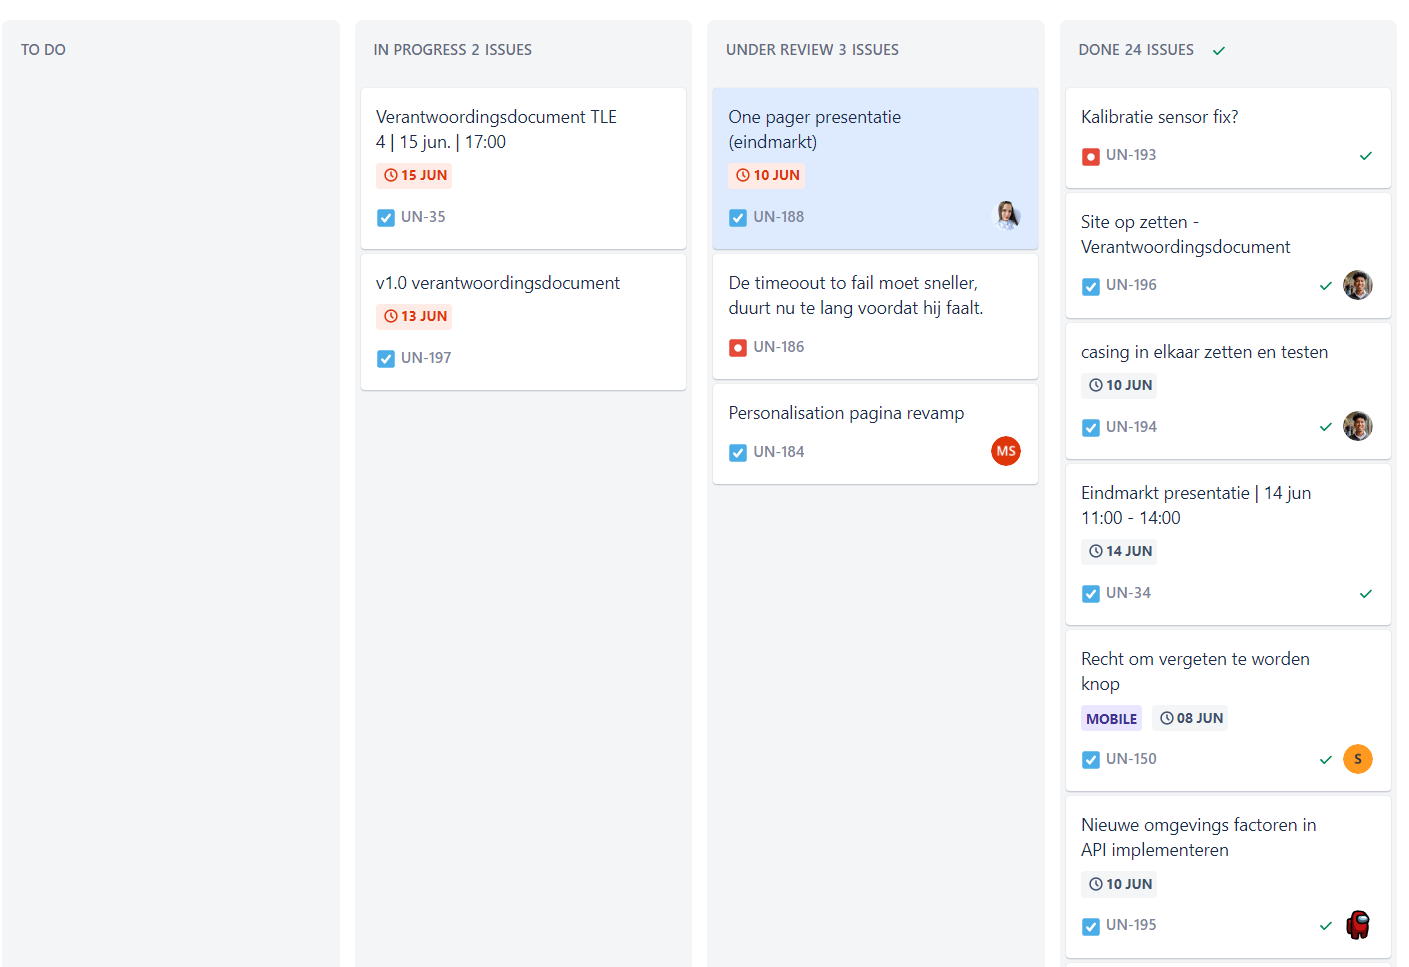 TO DO
IN PROGRESS 2 ISSUES
Verantwoordingsdocument TLE
4 | 15 jun. | 17:00
15 JUN
UN-35
v1.0 verantwoordingsdocument
13 JUN
UN-197
UNDER REVIEW 3 ISSUES
One pager presentatie
(eindmarkt)
10 JUN
UN-188
De timeoout to fail moet sneller,
duurt nu te lang voordat hij faalt.
UN-186
Personalisation pagina revamp
UN-184
MS
DONE 24 ISSUES
Kalibratie sensor fix?
UN-193
Site op zetten -
Verantwoordingsdocument
UN-196
casing in elkaar zetten en testen
10 JUN
UN-194
Eindmarkt presentatie | 14 jun
11:00 - 14:00
14 JUN
UN-34
Recht om vergeten te worden
knop
MOBILE 08 JUN
UN-150
S
Nieuwe omgevings factoren in
API implementeren
10 JUN
UN-195